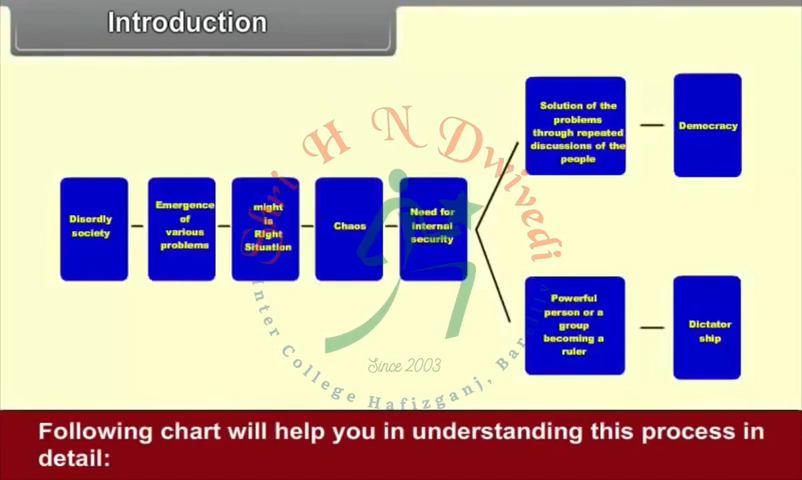 Introduction
Disordly
society
Emergence
of
various
problems
might
is
Right
Situation
Chaos
Need for
internal
security
Solution of the
problems
through repeated
discussions of the
people
Democracy
Powerful
person or a
group
becoming a
ruler
Dictator
ship
Shri H N Dwivedi
Inter College Hafizganj, Bareilly
Since 2003
Following chart will help you in understanding this process in
detail: